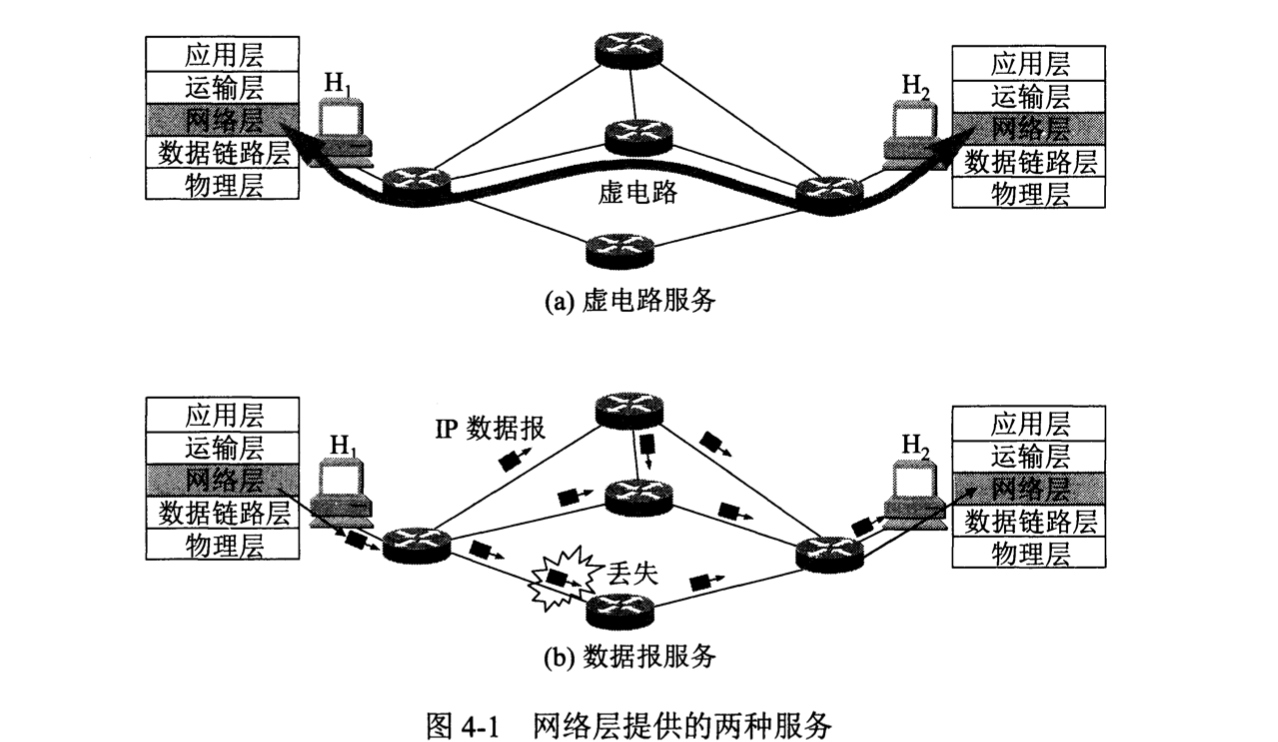 应用层
运输层
网络层
数据链路层
物理层
H1
虚电路
H2
应用层
运输层
网络层
数据链路层
物理层
(a) 虚电路服务
应用层
运输层
网络层
数据链路层
物理层
H1
IP 数据报
丢失
H2
应用层
运输层
网络层
数据链路层
物理层
(b) 数据报服务
图 4-1 网络层提供的两种服务